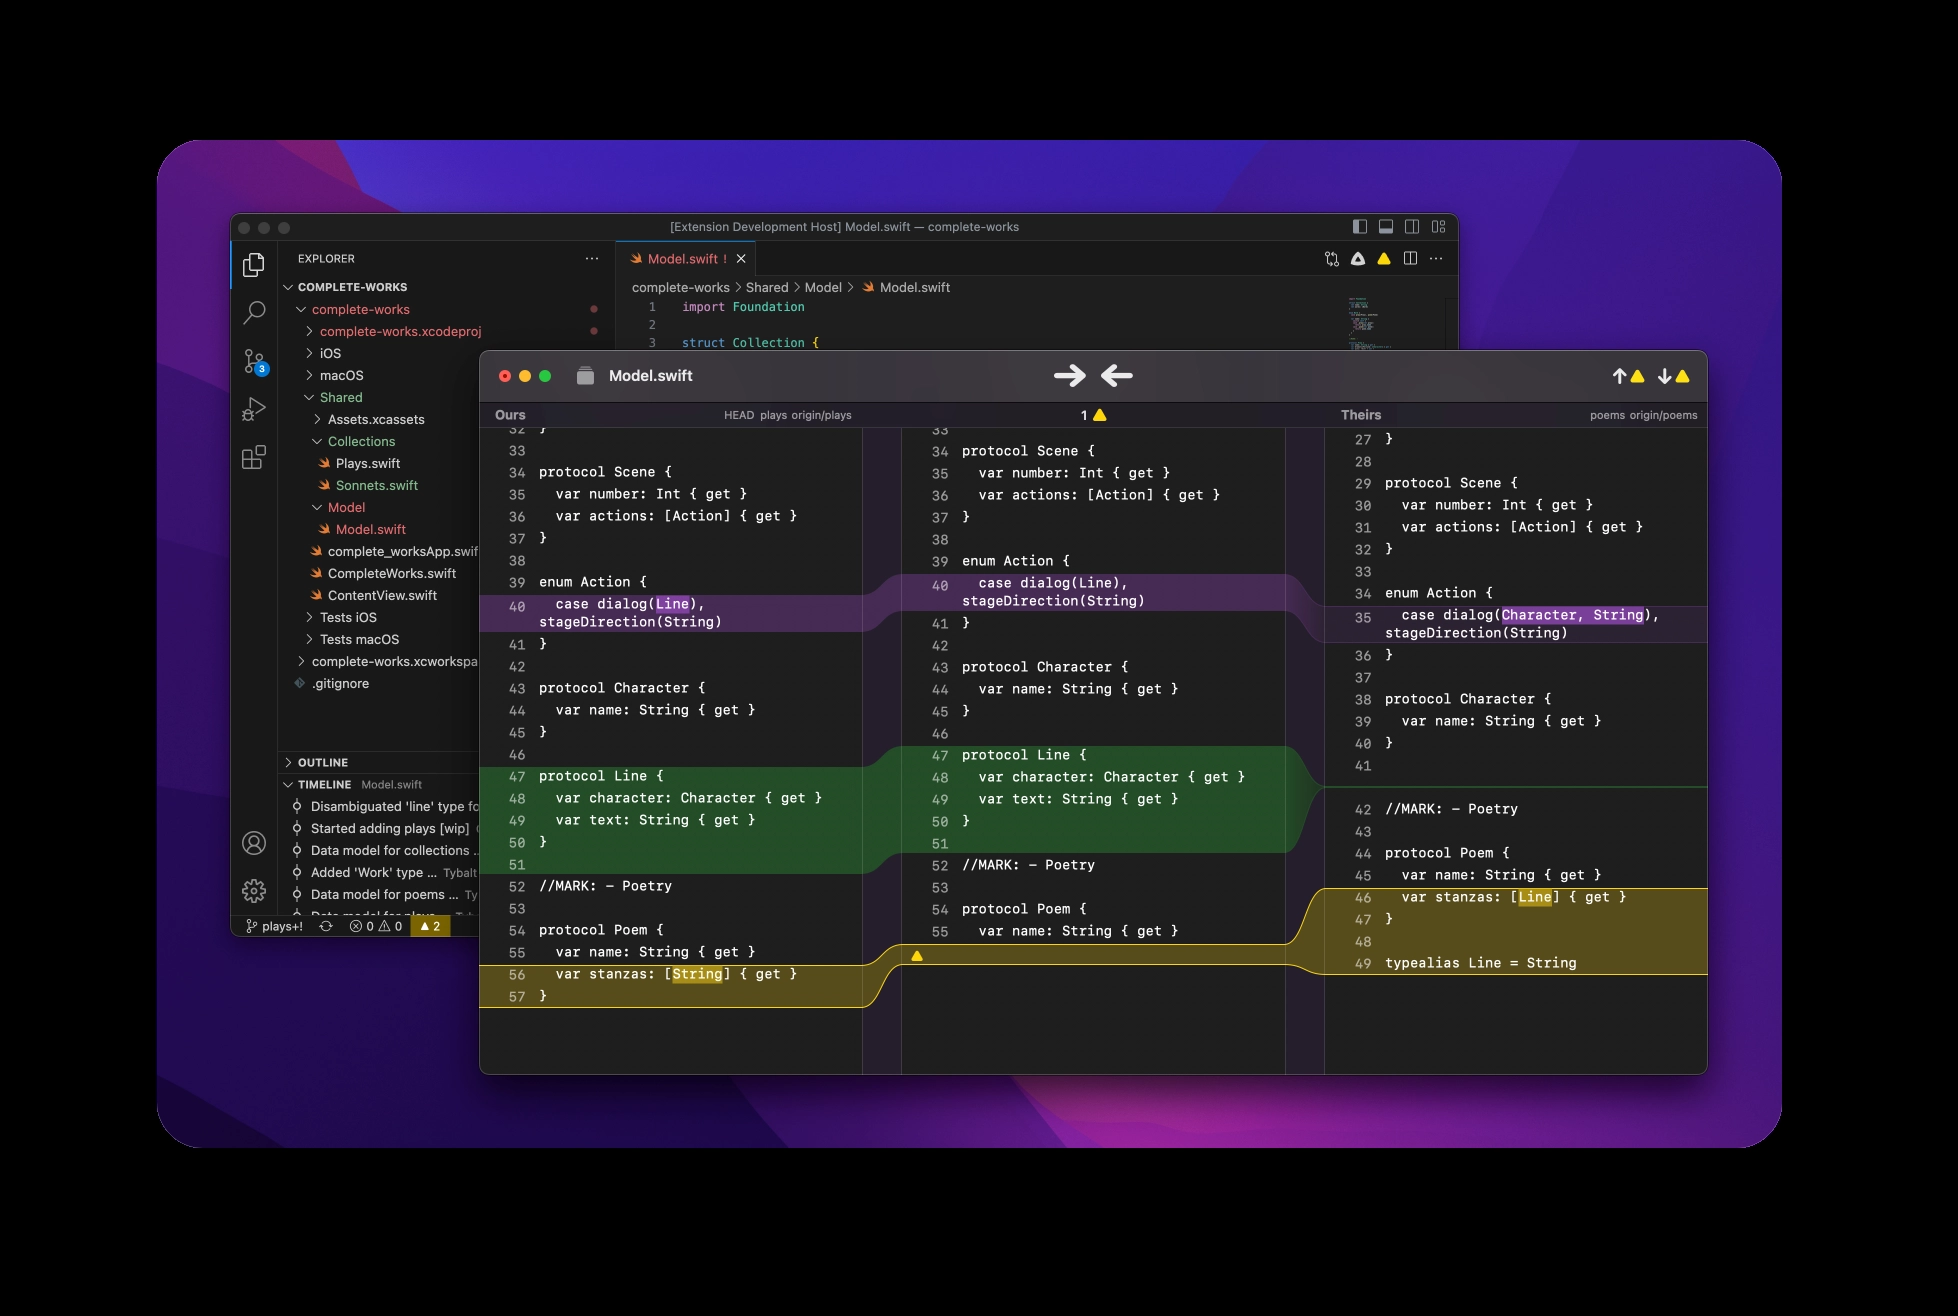 [Extension Development Host] Model.swift — complete-works
EXPLORER
COMPLETE-WORKS
complete-works
complete-works.xcodeproj
iOS
macOS
Shared
Assets.xcassets
Collections
Plays.swift
Sonnets.swift
Model
Model.swift
complete_worksApp.swif
CompleteWorks.swift
ContentView.swift
Tests iOS
Tests macOS
complete-works.xcworkspa
.gitignore
3
OUTLINE
TIMELINE Model.swift
Disambiguated 'line' type fo
Started adding plays [wip]
Data model for collections ...
Added 'Work' type ... Tybalt
Data model for poems ... Ty
plays+! 0 0 2
Model.swift !
complete-works > Shared > Model > Model.swift
1 import Foundation
2
3 struct Collection {
Model.swift
Ours HEAD plays origin/plays
32 }
33
34 protocol Scene {
35 var number: Int { get }
36 var actions: [Action] { get }
37 }
38
39 enum Action {
40 case dialog(Line),
stageDirection(String)
41 }
42
43 protocol Character {
44 var name: String { get }
45 }
46
47 protocol Line {
48 var character: Character { get }
49 var text: String { get }
50 }
51
52 //MARK: – Poetry
53
54 protocol Poem {
55 var name: String { get }
56 var stanzas: [String] { get }
57 }
1
33
34 protocol Scene {
35 var number: Int { get }
36 var actions: [Action] { get }
37 }
38
39 enum Action {
40 case dialog(Line),
stageDirection(String)
41 }
42
43 protocol Character {
44 var name: String { get }
45 }
46
47 protocol Line {
48 var character: Character { get }
49 var text: String { get }
50 }
51
52 //MARK: – Poetry
53
54 protocol Poem {
55 var name: String { get }
Theirs poems origin/poems
27 }
28
29 protocol Scene {
30 var number: Int { get }
31 var actions: [Action] { get }
32 }
33
34 enum Action {
35 case dialog(Character, String),
stageDirection(String)
36 }
37
38 protocol Character {
39 var name: String { get }
40 }
41
42 //MARK: – Poetry
43
44 protocol Poem {
45 var name: String { get }
46 var stanzas: [Line] { get }
47 }
48
49 typealias Line = String